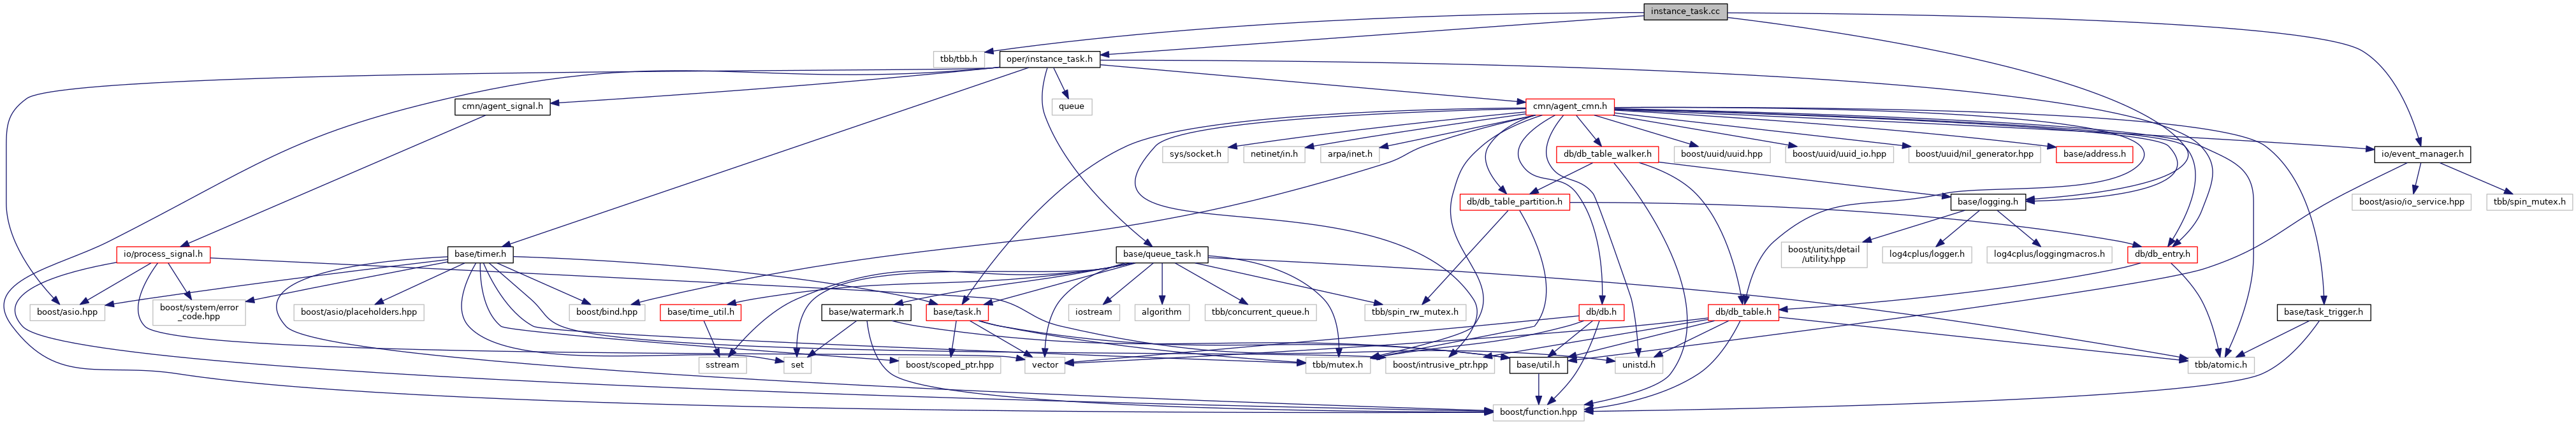 instance_task.cc
tbb/tbb.h
oper/instance_task.h
cmn/agent_signal.h
queue
cmn/agent_cmn.h
sys/socket.h
netinet/in.h
arpa/inet.h
db/db_table_walker.h
boost/uuid/uuid.hpp
boost/uuid/uuid_io.hpp
boost/uuid/nil_generator.hpp
base/address.h
io/event_manager.h
db/db_table_partition.h
base/logging.h
boost/asio/io_service.hpp
tbb/spin_mutex.h
io/process_signal.h
base/timer.h
base/queue_task.h
boost/units/detail
/utility.hpp
log4cplus/logger.h
log4cplus/loggingmacros.h
db/db_entry.h
boost/asio.hpp
boost/system/error
_code.hpp
boost/asio/placeholders.hpp
boost/bind.hpp
base/time_util.h
base/watermark.h
base/task.h
iostream
algorithm
tbb/concurrent_queue.h
tbb/spin_rw_mutex.h
db/db.h
db/db_table.h
base/task_trigger.h
sstream
set
boost/scoped_ptr.hpp
vector
tbb/mutex.h
boost/intrusive_ptr.hpp
base/util.h
unistd.h
tbb/atomic.h
boost/function.hpp